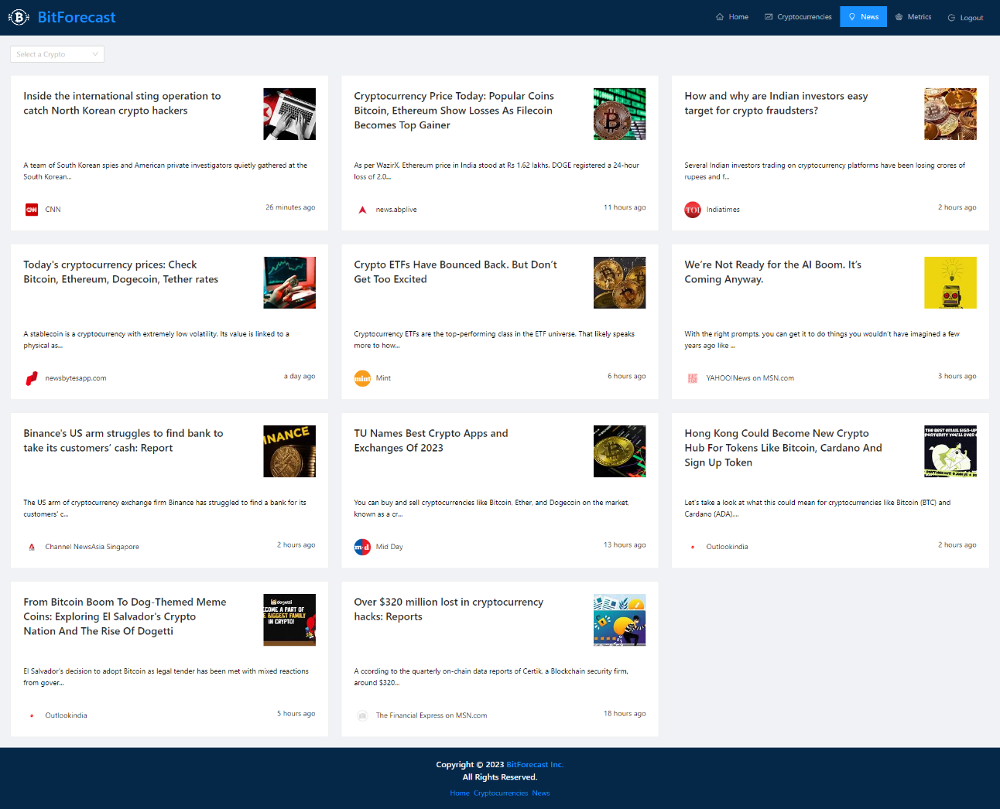 BitForecast
Home
Cryptocurrencies
News
Metrics
Logout
Select a Crypto
Inside the international sting operation to
catch North Korean crypto hackers
A team of South Korean spies and American private investigators quietly gathered at the
South Korean...
CNN
CNN
26 minutes ago
Cryptocurrency Price Today: Popular Coins
Bitcoin, Ethereum Show Losses As Filecoin
Becomes Top Gainer
As per WazirX, Ethereum price in India stood at Rs 1.62 lakhs. DOGE registered a 24-hour
loss of 2.0...
news.abplive
11 hours ago
How and why are Indian investors easy
target for crypto fraudsters?
Several Indian investors trading on cryptocurrency platforms have been losing crores of
rupees and f...
TOI
Indiatimes
2 hours ago
Today's cryptocurrency prices: Check
Bitcoin, Ethereum, Dogecoin, Tether rates
A stablecoin is a cryptocurrency with extremely low volatility. Its value is linked to a
physical as...
newsbytesapp.com
a day ago
Crypto ETFs Have Bounced Back. But Don’t
Get Too Excited
Cryptocurrency ETFs are the top-performing class in the ETF universe. That likely speaks
more to how...
mint
Mint
6 hours ago
We’re Not Ready for the AI Boom. It’s
Coming Anyway.
With the right prompts, you can get it to do things you wouldn’t have imagined a few
years ago like ...
YAHOO!News on MSN.com
3 hours ago
Binance’s US arm struggles to find bank to
take its customers’ cash: Report
INANCE
The US arm of cryptocurrency exchange firm Binance has struggled to find a bank for its
customers' c...
Channel NewsAsia Singapore
2 hours ago
TU Names Best Crypto Apps and
Exchanges Of 2023
You can buy and sell cryptocurrencies like Bitcoin, Ether, and Dogecoin on the market,
known as a cr...
m·d
Mid Day
13 hours ago
Hong Kong Could Become New Crypto
Hub For Tokens Like Bitcoin, Cardano And
Sign Up Token
THE BEST EMAIL SIGN-UP
PORTUNITY YOU'LL EVER
Let's take a look at what this could mean for cryptocurrencies like Bitcoin (BTC) and
Cardano (ADA)....
Outlookindia
2 hours ago
From Bitcoin Boom To Dog-Themed Meme
Coins: Exploring El Salvador's Crypto
Nation And The Rise Of Dogetti
dogetti
COME A PART OF
BIGGEST FAMILY
IN CRYPTO!
El Salvador's decision to adopt Bitcoin as legal tender has been met with mixed reactions
from gover...
Outlookindia
5 hours ago
Over $320 million lost in cryptocurrency
hacks: Reports
A ccording to the quarterly on-chain data reports of Certik, a Blockchain security firm,
around $320...
The Financial Express on MSN.com
18 hours ago
Copyright © 2023 BitForecast Inc.
All Rights Reserved.
Home Cryptocurrencies News